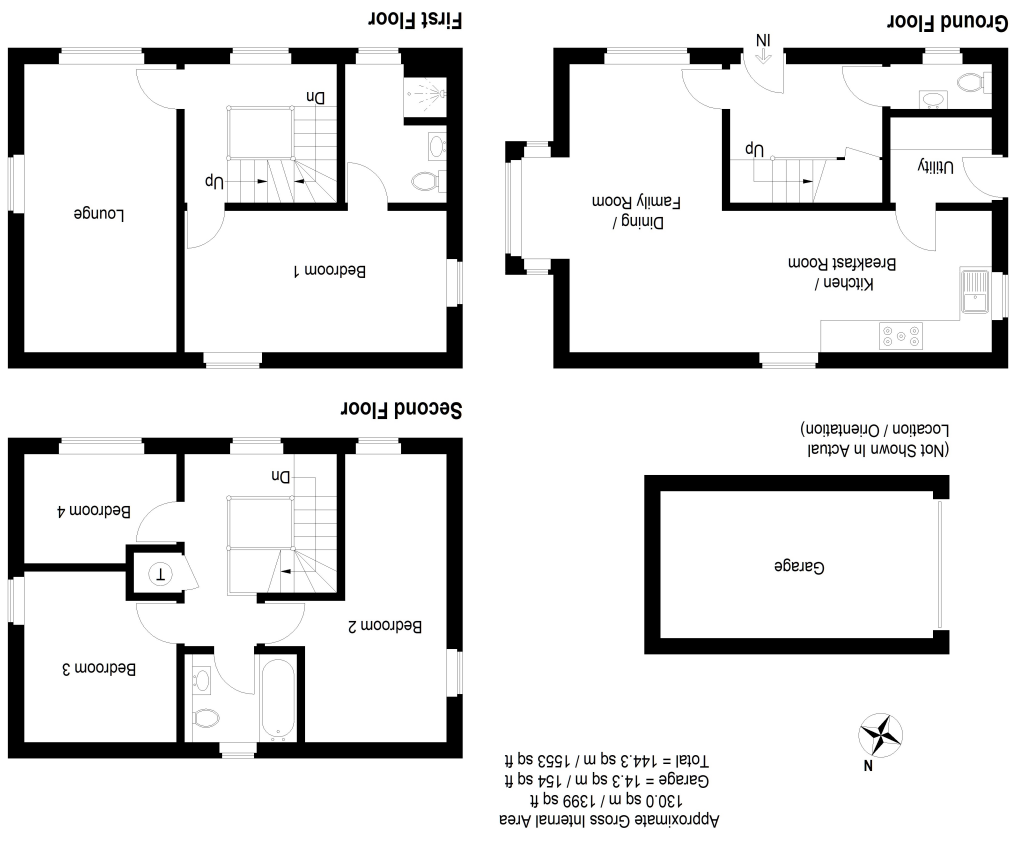 Approximate Gross Internal Area
130.0 sq m / 1399 sq ft
Garage = 14.3 sq m / 154 sq ft
Total = 144.3 sq m / 1553 sq ft
N
Garage
(Not Shown In Actual
Location / Orientation)
Bedroom 2
Bedroom 3
T
Bedroom 4
Dn
Second Floor
Kitchen /
Breakfast Room
Dining /
Family Room
Utility
Up
IN
Ground Floor
Bedroom 1
Lounge
Up
Dn
First Floor